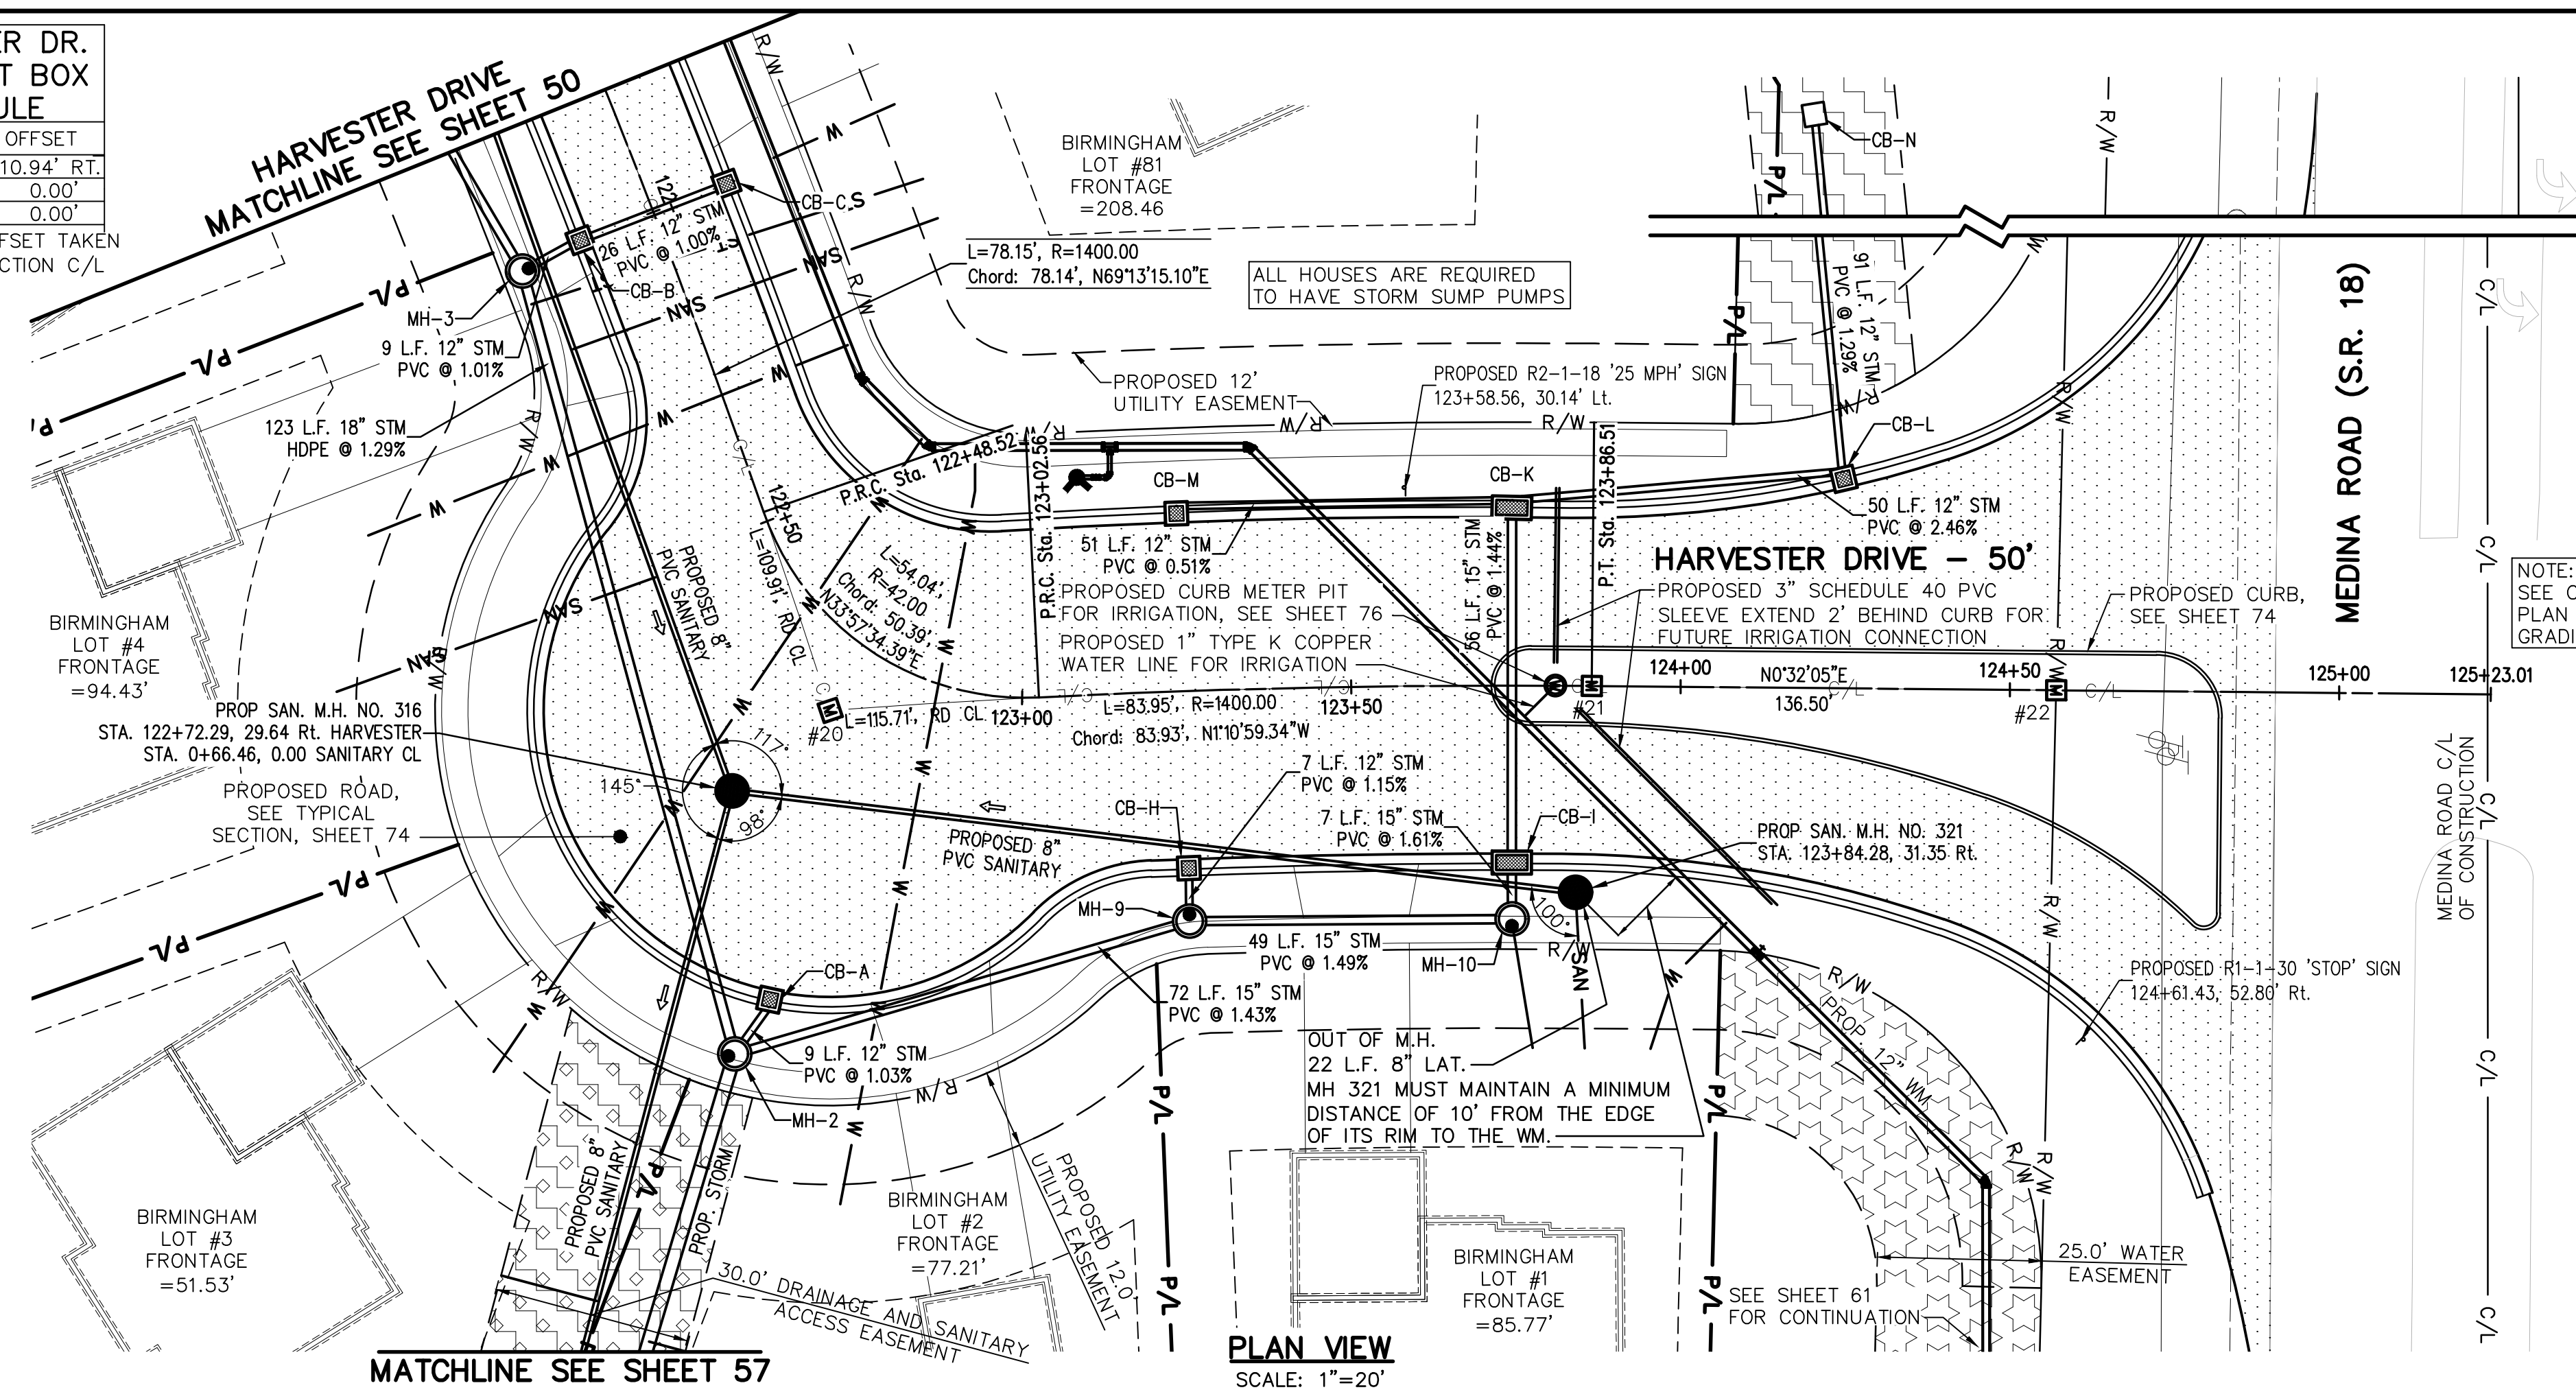 ER DR.
T BOX
ULE
OFFSET
10.94' RT.
0.00'
0.00'
FSET TAKEN
CTION C/L
HARVESTER DRIVE
MATCHLINE SEE SHEET 50
R/W
W
S
ST
SAN
SAN
W
W
CB-C
26 L.F. 12" STM
PVC @ 1.00%
CB-B
MH-3
9 L.F. 12" STM
PVC @ 1.01%
123 L.F. 18" STM
HDPE @ 1.29%
P/L
P/L
P/L
L=78.15', R=1400.00
Chord: 78.14', N69°13'15.10"E
BIRMINGHAM
LOT #81
FRONTAGE
=208.46
ALL HOUSES ARE REQUIRED
TO HAVE STORM SUMP PUMPS
PROPOSED 12'
UTILITY EASEMENT
PROPOSED R2-1-18 '25 MPH' SIGN
123+58.56, 30.14' Lt.
R/W
R/W
R/W
P/L
P/L
CB-N
91 L.F. 12" STM
PVC @ 1.29%
R/W
R/W
R/W
CB-L
50 L.F. 12" STM
PVC @ 2.46%
MEDINA ROAD (S.R. 18)
C/L
C/L
NOTE:
SEE C
PLAN
GRADI
P.R.C. Sta. 122+48.52
122+50
P.R.C. Sta. 123+02.56
CB-M
CB-K
51 L.F. 12" STM
PVC @ 0.51%
56 L.F. 15" STM
PVC @ 1.44%
P.T. Sta. 123+86.51
HARVESTER DRIVE - 50'
PROPOSED CURB METER PIT
FOR IRRIGATION, SEE SHEET 76
PROPOSED 1" TYPE K COPPER
WATER LINE FOR IRRIGATION
PROPOSED 3" SCHEDULE 40 PVC
SLEEVE EXTEND 2' BEHIND CURB FOR
FUTURE IRRIGATION CONNECTION
PROPOSED CURB,
SEE SHEET 74
L=109.91', RD CL
L=54.04',
R=42.00
Chord: 50.39',
N33°57'34.39"E
PROPOSED 8"
PVC SANITARY
SAN
SAN
R/W
BIRMINGHAM
LOT #4
FRONTAGE
=94.43'
M
#20
L=115.71', RD CL
123+00
C/L
L=83.95', R=1400.00
Chord: 83.93', N1°10'59.34"W
C/L
123+50
M
#21
124+00
N0°32'05"E
136.50'
C/L
124+50
M
#22
C/L
125+00
125+23.01
PROP SAN. M.H. NO. 316
STA. 122+72.29, 29.64 Rt. HARVESTER
STA. 0+66.46, 0.00 SANITARY CL
117°
145°
98°
PROPOSED ROAD,
SEE TYPICAL
SECTION, SHEET 74
PROPOSED 8"
PVC SANITARY
CB-H
7 L.F. 12" STM
PVC @ 1.15%
7 L.F. 15" STM
PVC @ 1.61%
CB-I
PROP SAN. M.H. NO. 321
STA. 123+84.28, 31.35 Rt.
MEDINA ROAD C/L
OF CONSTRUCTION
C/L
P/L
P/L
MH-9
49 L.F. 15" STM
PVC @ 1.49%
MH-10
100°
R/W
SAN
W
R/W
CB-A
72 L.F. 15" STM
PVC @ 1.43%
9 L.F. 12" STM
PVC @ 1.03%
MH-2
R/W
R/W
PROP 12" WM
PROPOSED R1-1-30 'STOP' SIGN
124+61.43, 52.80' Rt.
OUT OF M.H.
22 L.F. 8" LAT.
MH 321 MUST MAINTAIN A MINIMUM
DISTANCE OF 10' FROM THE EDGE
OF ITS RIM TO THE WM.
P/L
P/L
R/W
R/W
C/L
BIRMINGHAM
LOT #3
FRONTAGE
=51.53'
PROPOSED 8"
PVC SANITARY
P/L
PROP. STORM
BIRMINGHAM
LOT #2
FRONTAGE
=77.21'
PROPOSED 12.0'
UTILITY EASEMENT
30.0' DRAINAGE AND SANITARY
ACCESS EASEMENT
BIRMINGHAM
LOT #1
FRONTAGE
=85.77'
P/L
P/L
SEE SHEET 61
FOR CONTINUATION
25.0' WATER
EASEMENT
C/L
MATCHLINE SEE SHEET 57
PLAN VIEW
SCALE: 1"=20'